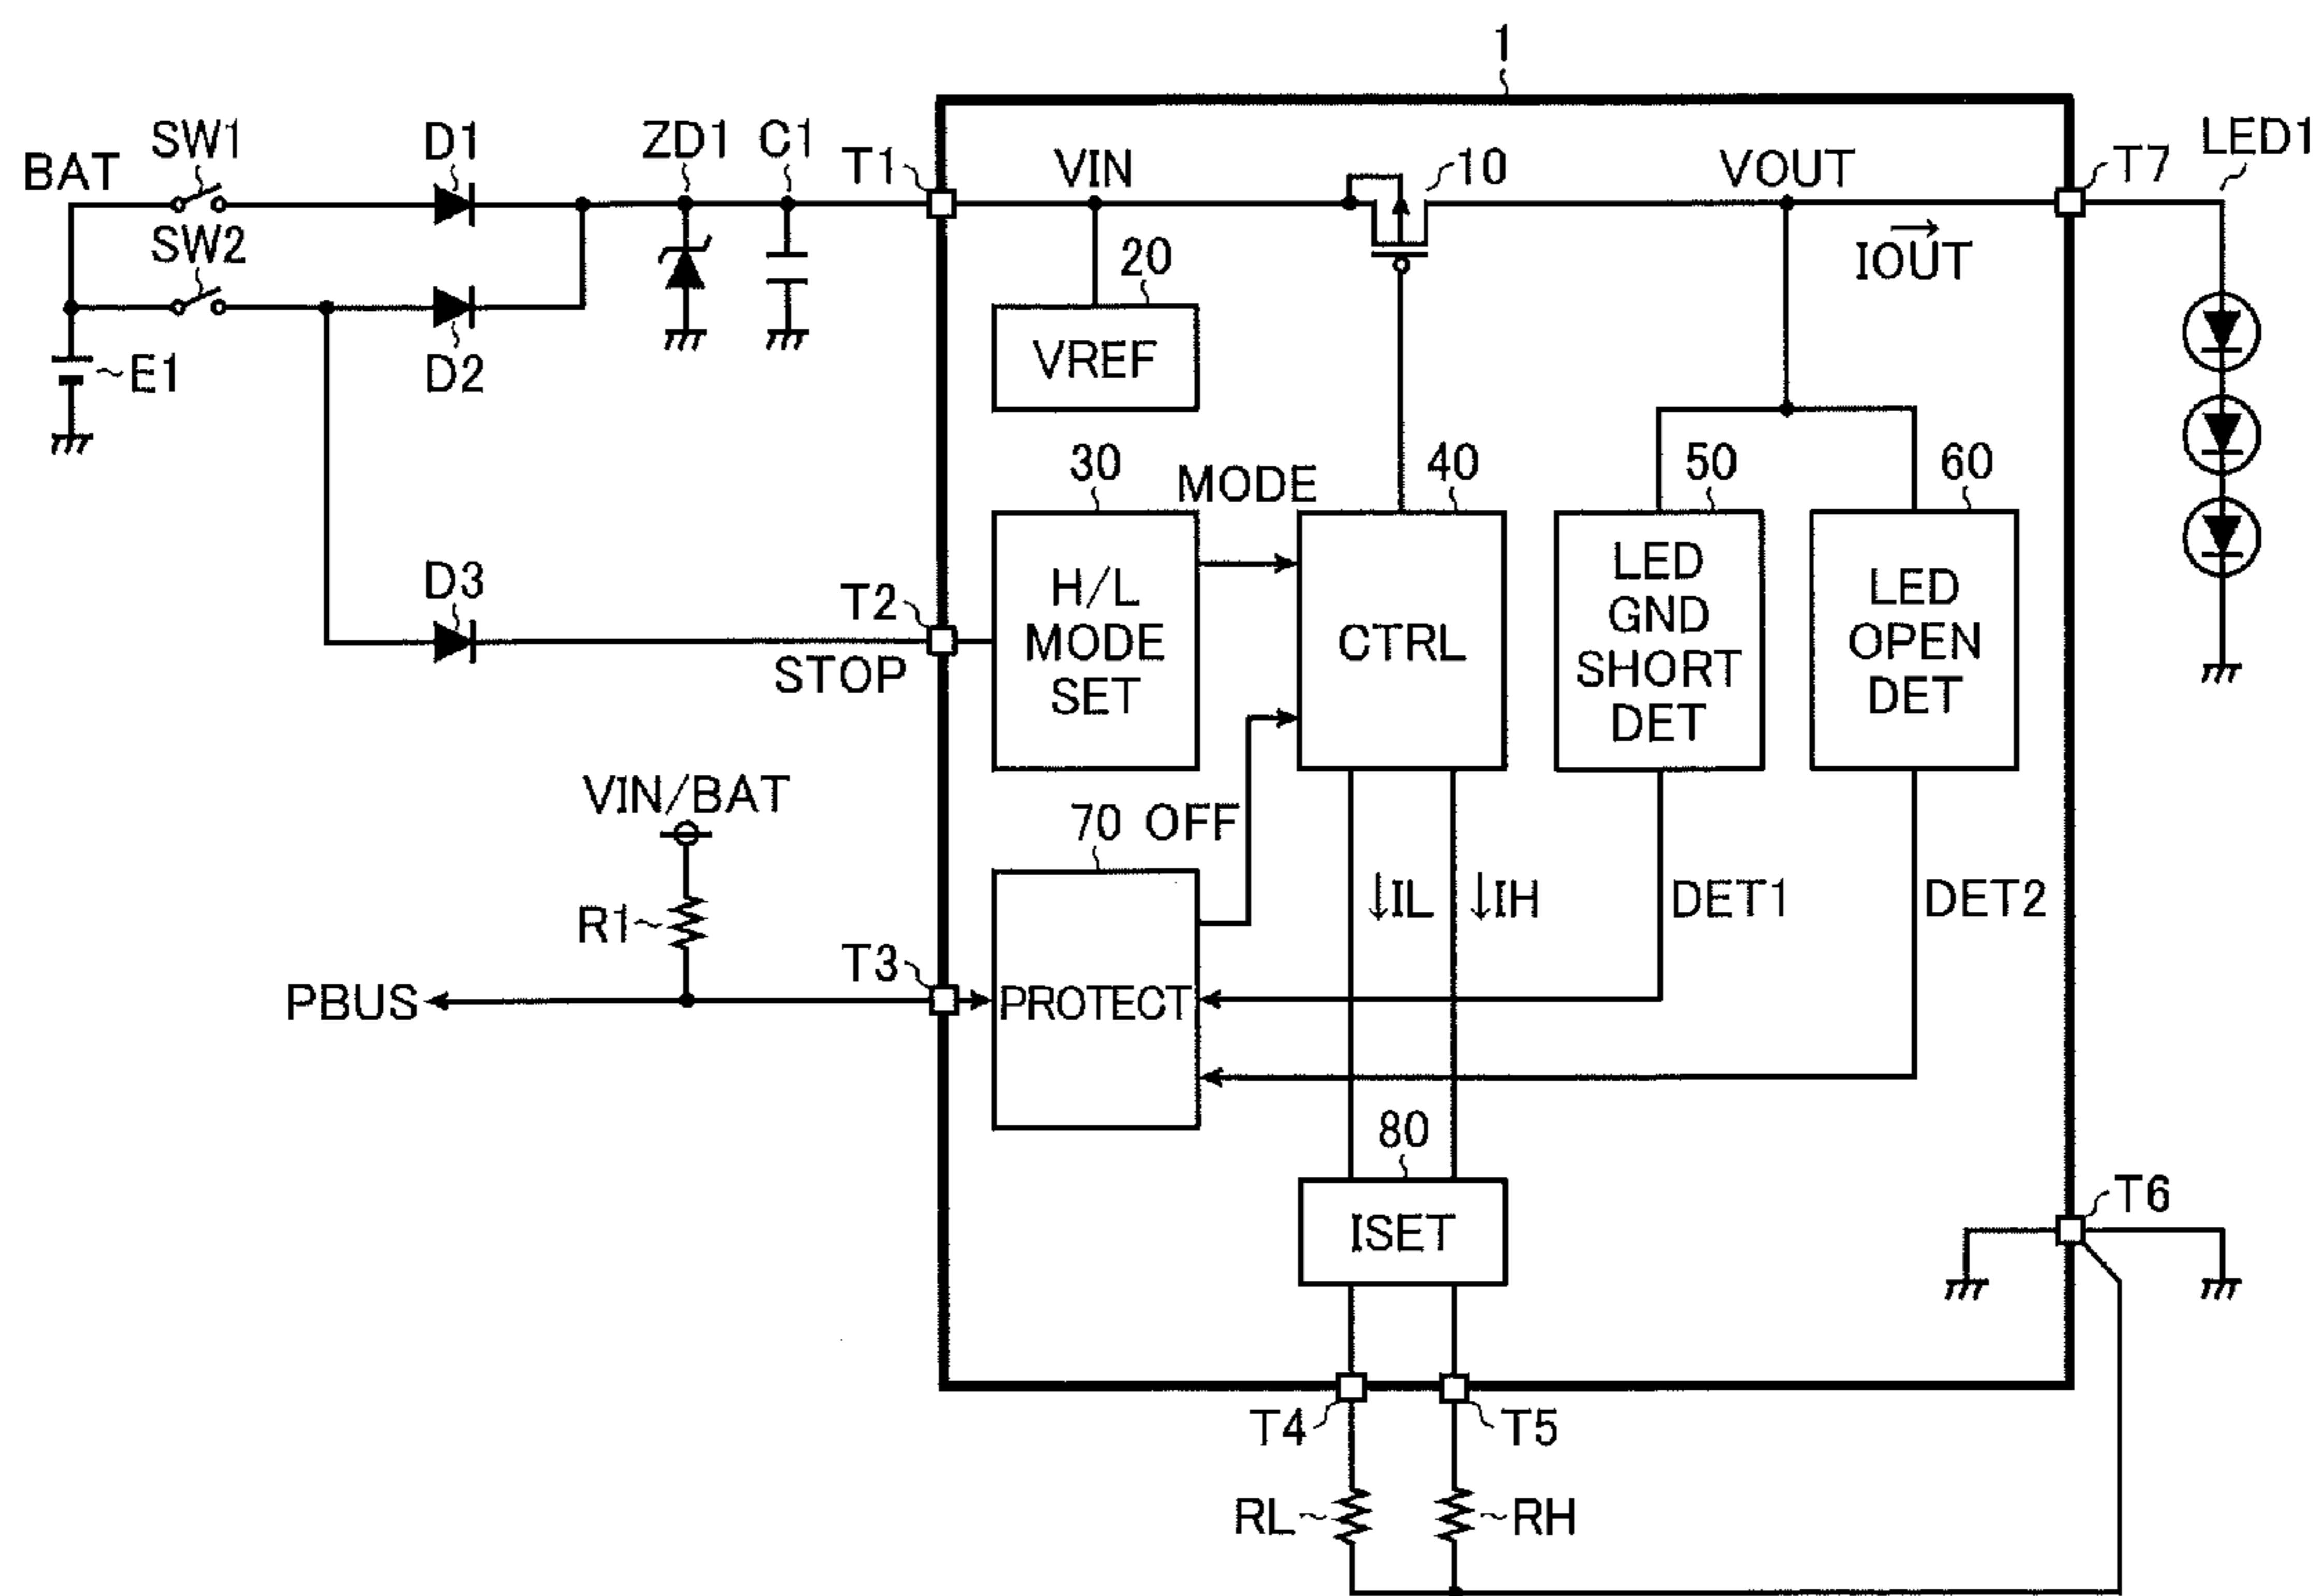 1
SW1
D1
ZD1
C1
T1
VIN
10
VOUT
T7
LED1
BAT
SW2
20
IOUT
E1
D2
VREF
30
MODE
40
50
60
D3
T2
STOP
H/L
MODE
SET
CTRL
LED
GND
SHORT
DET
LED
OPEN
DET
VIN/BAT
70
OFF
R1
T3
PBUS
PROTECT
↓IL
↓IH
DET1
DET2
80
ISET
T6
T4
T5
RL
RH